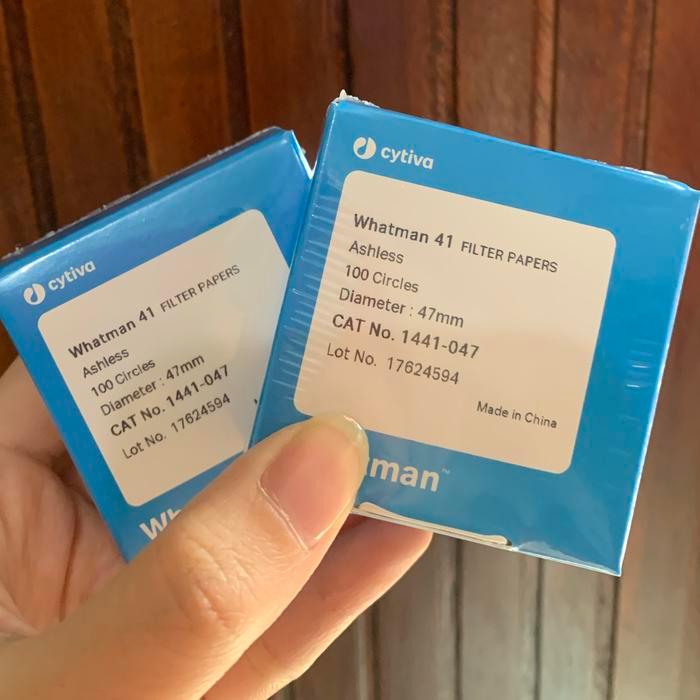 cytiva
Whatman 41 FILTER PAPERS
Ashless
100 Circles
Diameter : 47mm
CAT No. 1441-047
Lot No. 17624594
cytiva
Whatman 41 FILTER PAPERS
Ashless
100 Circles
Diameter : 47mm
CAT No. 1441-047
Lot No. 17624594
Made in China